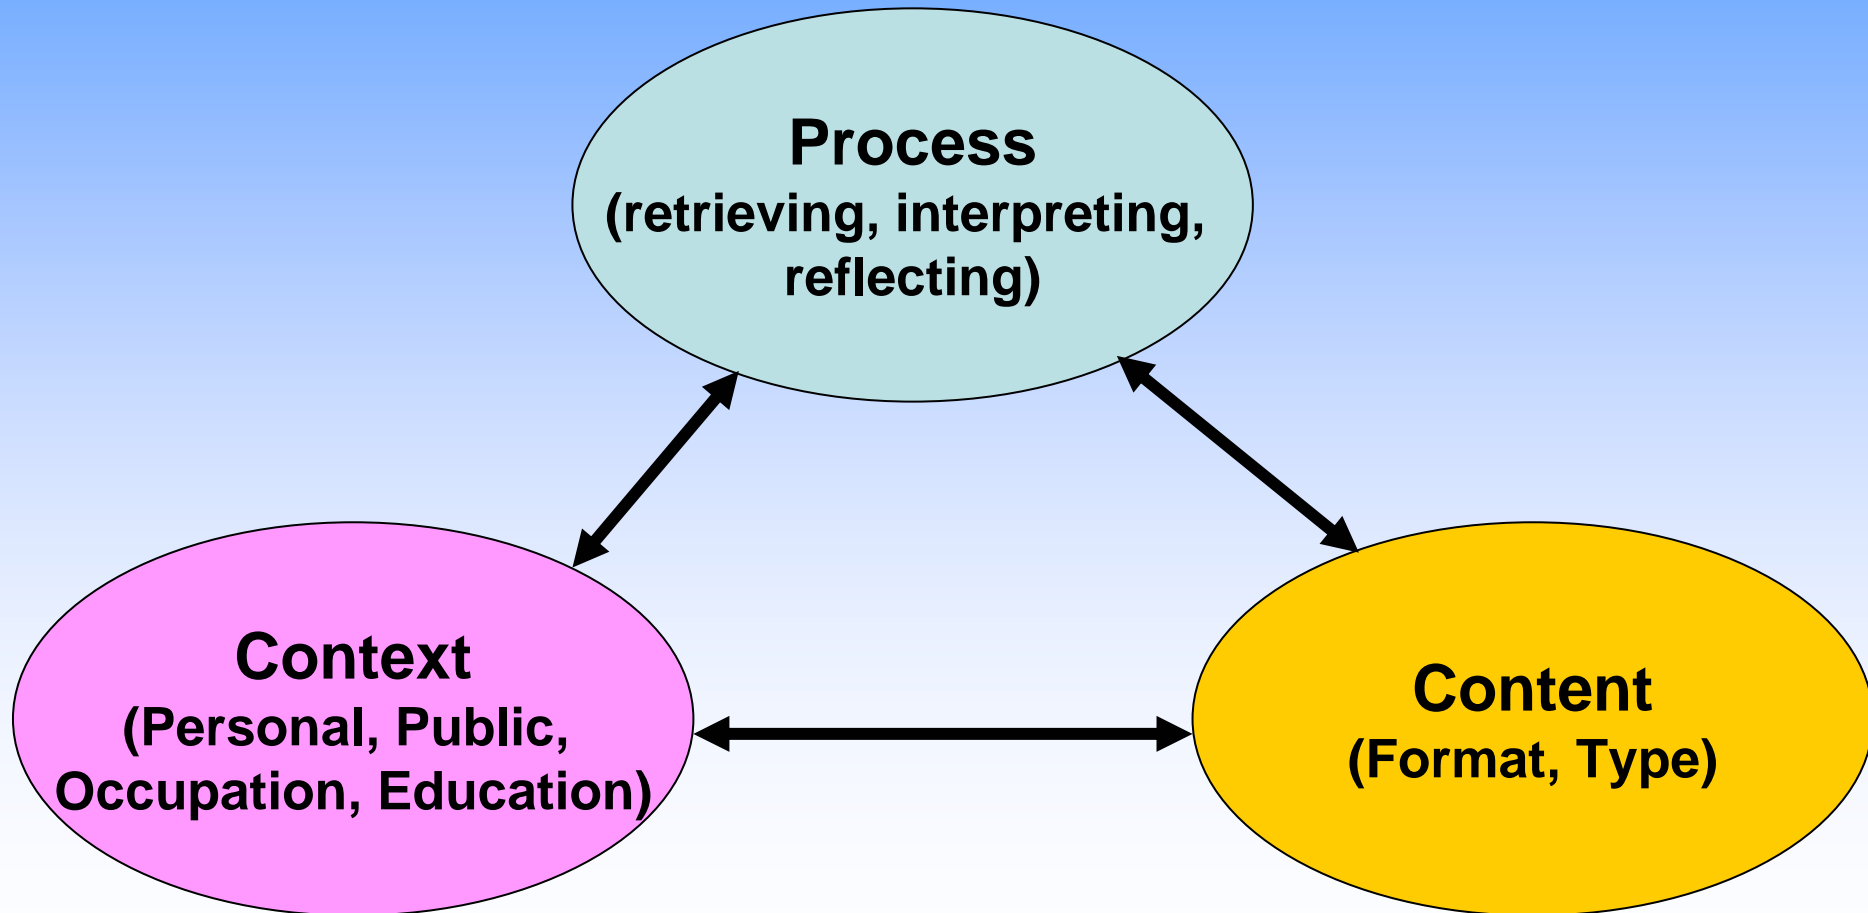 Process
(retrieving, interpreting,
reflecting)
Context
(Personal, Public,
Occupation, Education)
Content
(Format, Type)